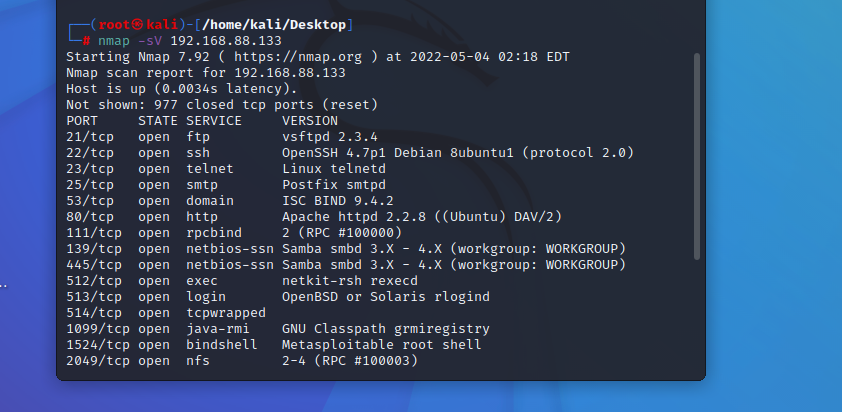 ┌──(root㉿kali)-[/home/kali/Desktop]
└─# nmap -sV 192.168.88.133
Starting Nmap 7.92 ( https://nmap.org ) at 2022-05-04 02:18 EDT
Nmap scan report for 192.168.88.133
Host is up (0.0034s latency).
Not shown: 977 closed tcp ports (reset)
PORT     STATE SERVICE     VERSION
21/tcp   open  ftp         vsftpd 2.3.4
22/tcp   open  ssh         OpenSSH 4.7p1 Debian 8ubuntu1 (protocol 2.0)
23/tcp   open  telnet      Linux telnetd
25/tcp   open  smtp        Postfix smtpd
53/tcp   open  domain      ISC BIND 9.4.2
80/tcp   open  http        Apache httpd 2.2.8 ((Ubuntu) DAV/2)
111/tcp  open  rpcbind     2 (RPC #100000)
139/tcp  open  netbios-ssn Samba smbd 3.X - 4.X (workgroup: WORKGROUP)
445/tcp  open  netbios-ssn Samba smbd 3.X - 4.X (workgroup: WORKGROUP)
512/tcp  open  exec        netkit-rsh rexecd
513/tcp  open  login       OpenBSD or Solaris rlogind
514/tcp  open  tcpwrapped
1099/tcp open  java-rmi    GNU Classpath grmiregistry
1524/tcp open  bindshell   Metasploitable root shell
2049/tcp open  nfs         2-4 (RPC #100003)